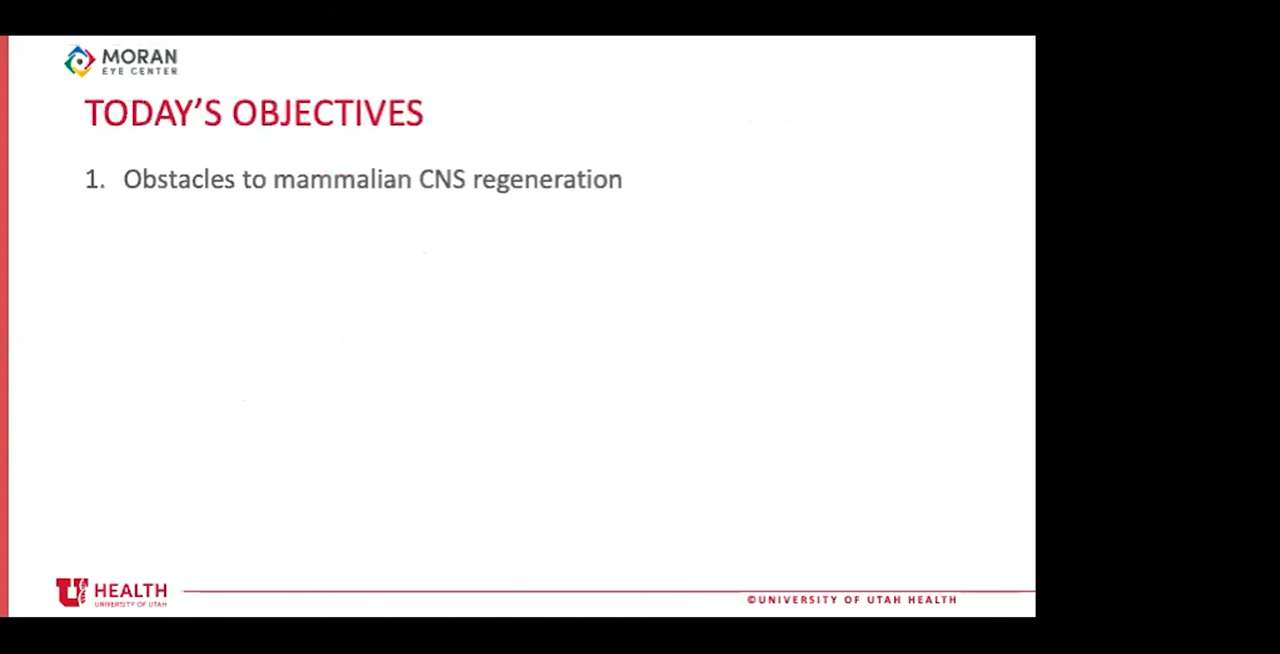 MORAN
EYE CENTER
TODAY'S OBJECTIVES
1. Obstacles to mammalian CNS regeneration
U HEALTH
UNIVERSITY OF UTAH
©UNIVERSITY OF UTAH HEALTH